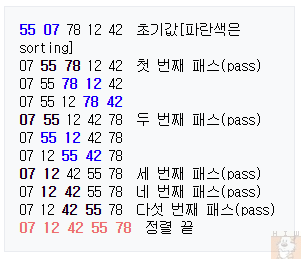 55 07 78 12 42 초기값[파란색은
sorting]
07 55 78 12 42 첫 번째 패스(pass)
07 55 78 12 42
07 55 12 78 42
07 55 12 42 78 두 번째 패스(pass)
07 55 12 42 78
07 12 55 42 78
07 12 42 55 78 세 번째 패스(pass)
07 12 42 55 78 네 번째 패스(pass)
07 12 42 55 78 다섯 번째 패스(pass)
07 12 42 55 78 정렬 끝